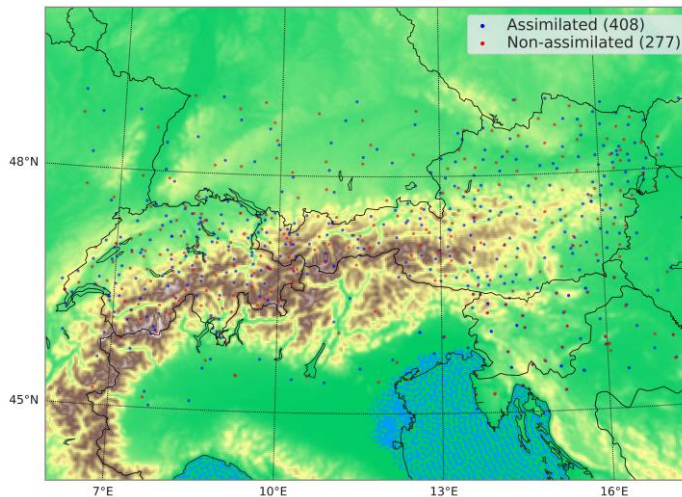 Assimilated (408)
Non-assimilated (277)
48°N
45°N
7°E
10°E
13°E
16°E